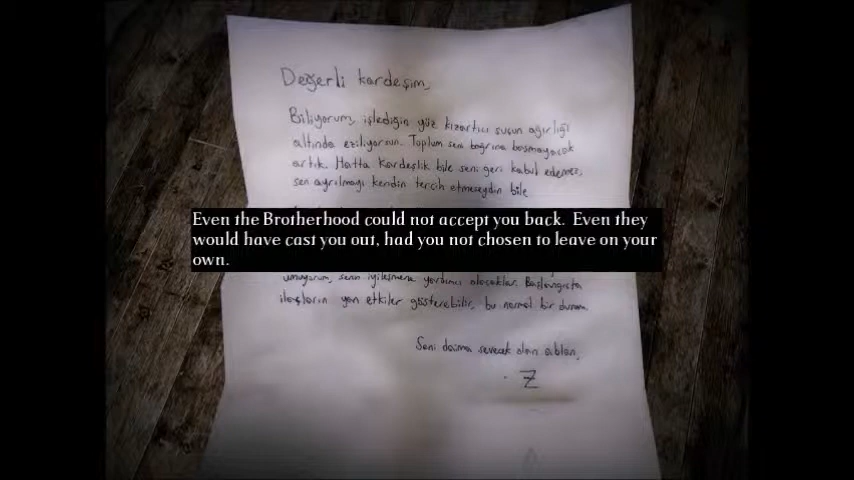 Değerli kardeşim,
Biliyorum, işlediğin yüz kızartıcı suçun ağırlığı
altında eziliyorsun. Toplum seni bağrına basmayacak
artık. Hatta Kardeşlik bile seni geri kabul edemez,
sen ayrılmayı kendin tercih etmeseydin bile
Even the Brotherhood could not accept you back. Even they
would have cast you out, had you not chosen to leave on your
own.
umuyorum, senin iyileşmene yardımcı olacaklar. Başlangıçta
ilaçların yan etkiler gösterebilir, bu normal bir durum.
Seni daima sevecek olan ablan,
Z